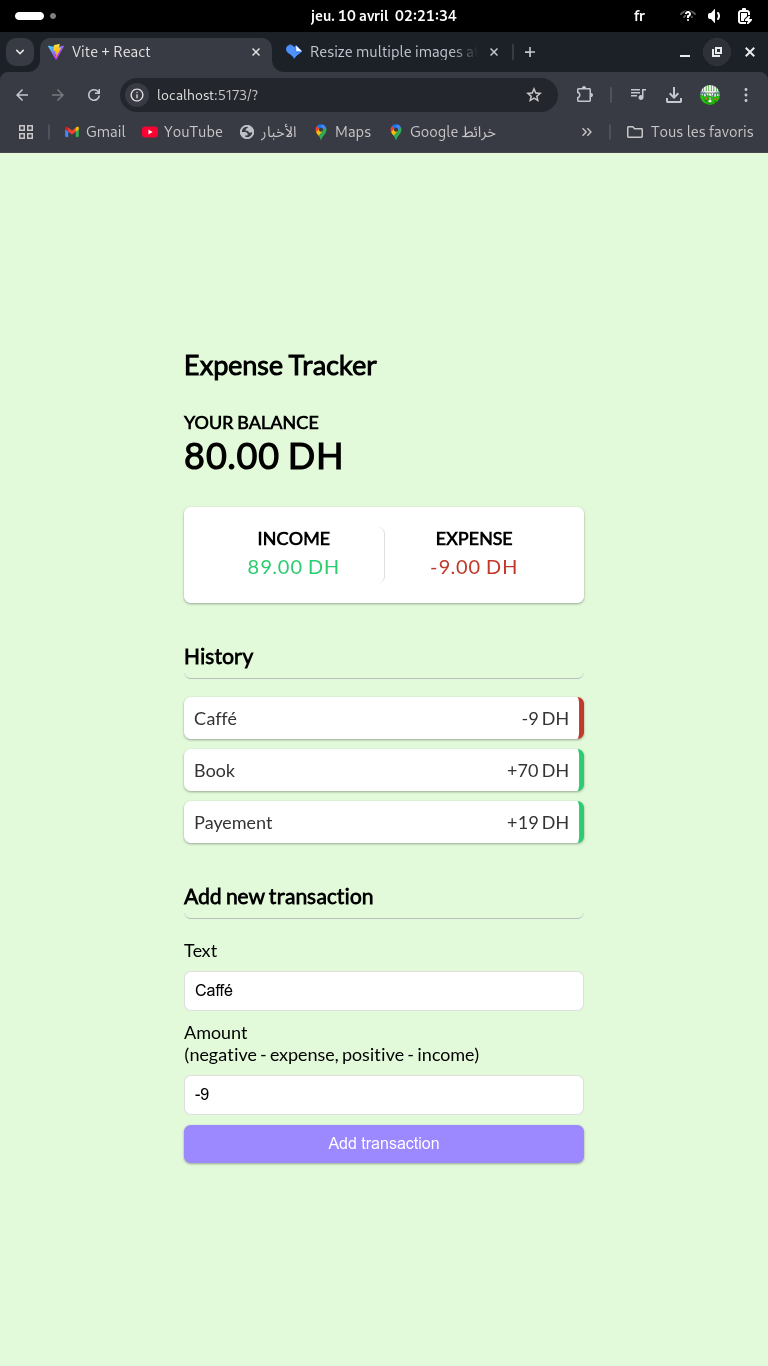 jeu. 10 avril 02:21:34
fr
Vite + React
Resize multiple images a
localhost:5173/?
Gmail
YouTube
الأخبار
Maps
Google خرائط
Tous les favoris
Expense Tracker
YOUR BALANCE
80.00 DH
INCOME
EXPENSE
89.00 DH
-9.00 DH
History
Caffé
-9 DH
Book
+70 DH
Payement
+19 DH
Add new transaction
Text
Caffé
Amount
(negative - expense, positive - income)
-9
Add transaction